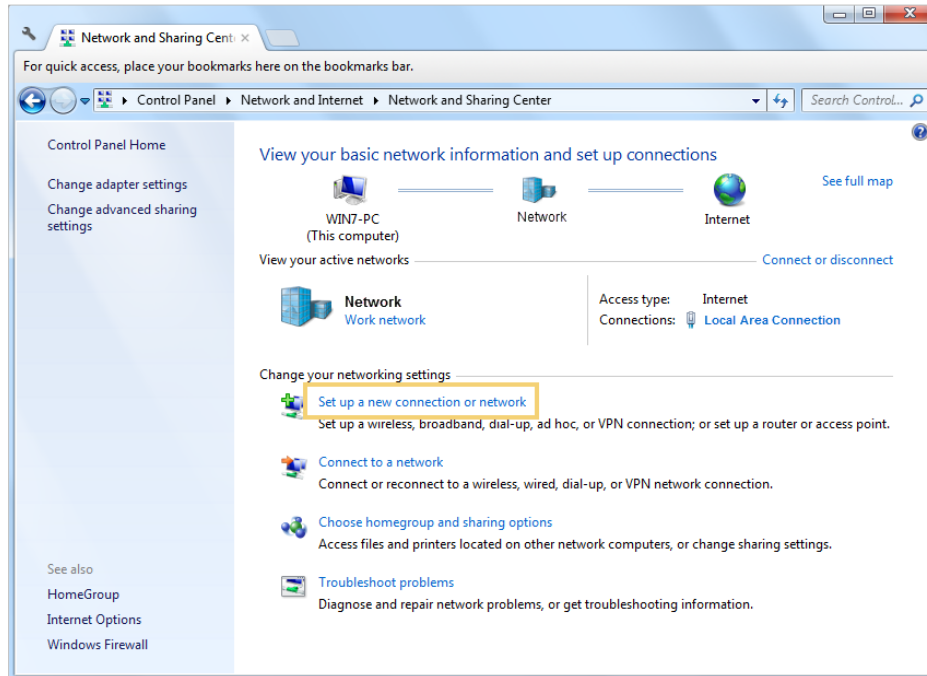 Network and Sharing Cent
For quick access, place your bookmarks here on the bookmarks bar.
Control Panel Network and Internet Network and Sharing Center
Search Control...
Control Panel Home
Change adapter settings
Change advanced sharing
settings
See also
HomeGroup
Internet Options
Windows Firewall
View your basic network information and set up connections
See full map
WIN7-PC
(This computer)
Network
Internet
View your active networks
Connect or disconnect
Network
Work network
Access type: Internet
Connections: Local Area Connection
Change your networking settings
Set up a new connection or network
Set up a wireless, broadband, dial-up, ad hoc, or VPN connection; or set up a router or access point.
Connect to a network
Connect or reconnect to a wireless, wired, dial-up, or VPN network connection.
Choose homegroup and sharing options
Access files and printers located on other network computers, or change sharing settings.
Troubleshoot problems
Diagnose and repair network problems, or get troubleshooting information.